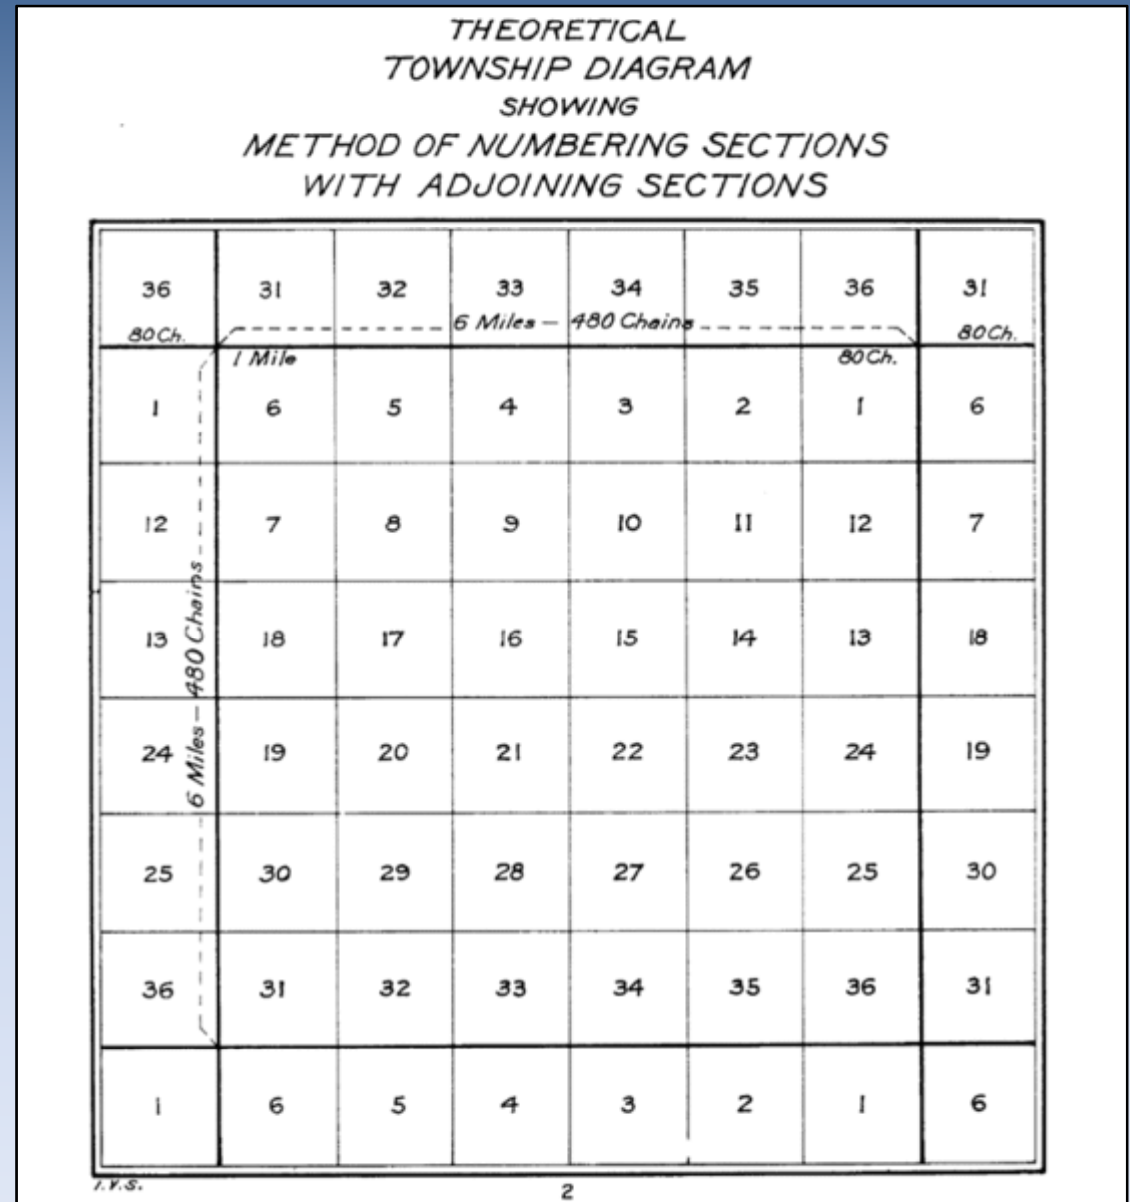 THEORETICAL
TOWNSHIP DIAGRAM
SHOWING
METHOD OF NUMBERING SECTIONS
WITH ADJOINING SECTIONS
36 31 32 33 34 35 36 31
80 Ch. 6 Miles — 480 Chains 80 Ch.
1 Mile 80 Ch.
1 6 5 4 3 2 1 6
12 7 8 9 10 11 12 7
6 Miles — 480 Chains
13 18 17 16 15 14 13 18
24 19 20 21 22 23 24 19
25 30 29 28 27 26 25 30
36 31 32 33 34 35 36 31
1 6 5 4 3 2 1 6
I.V.S.
2